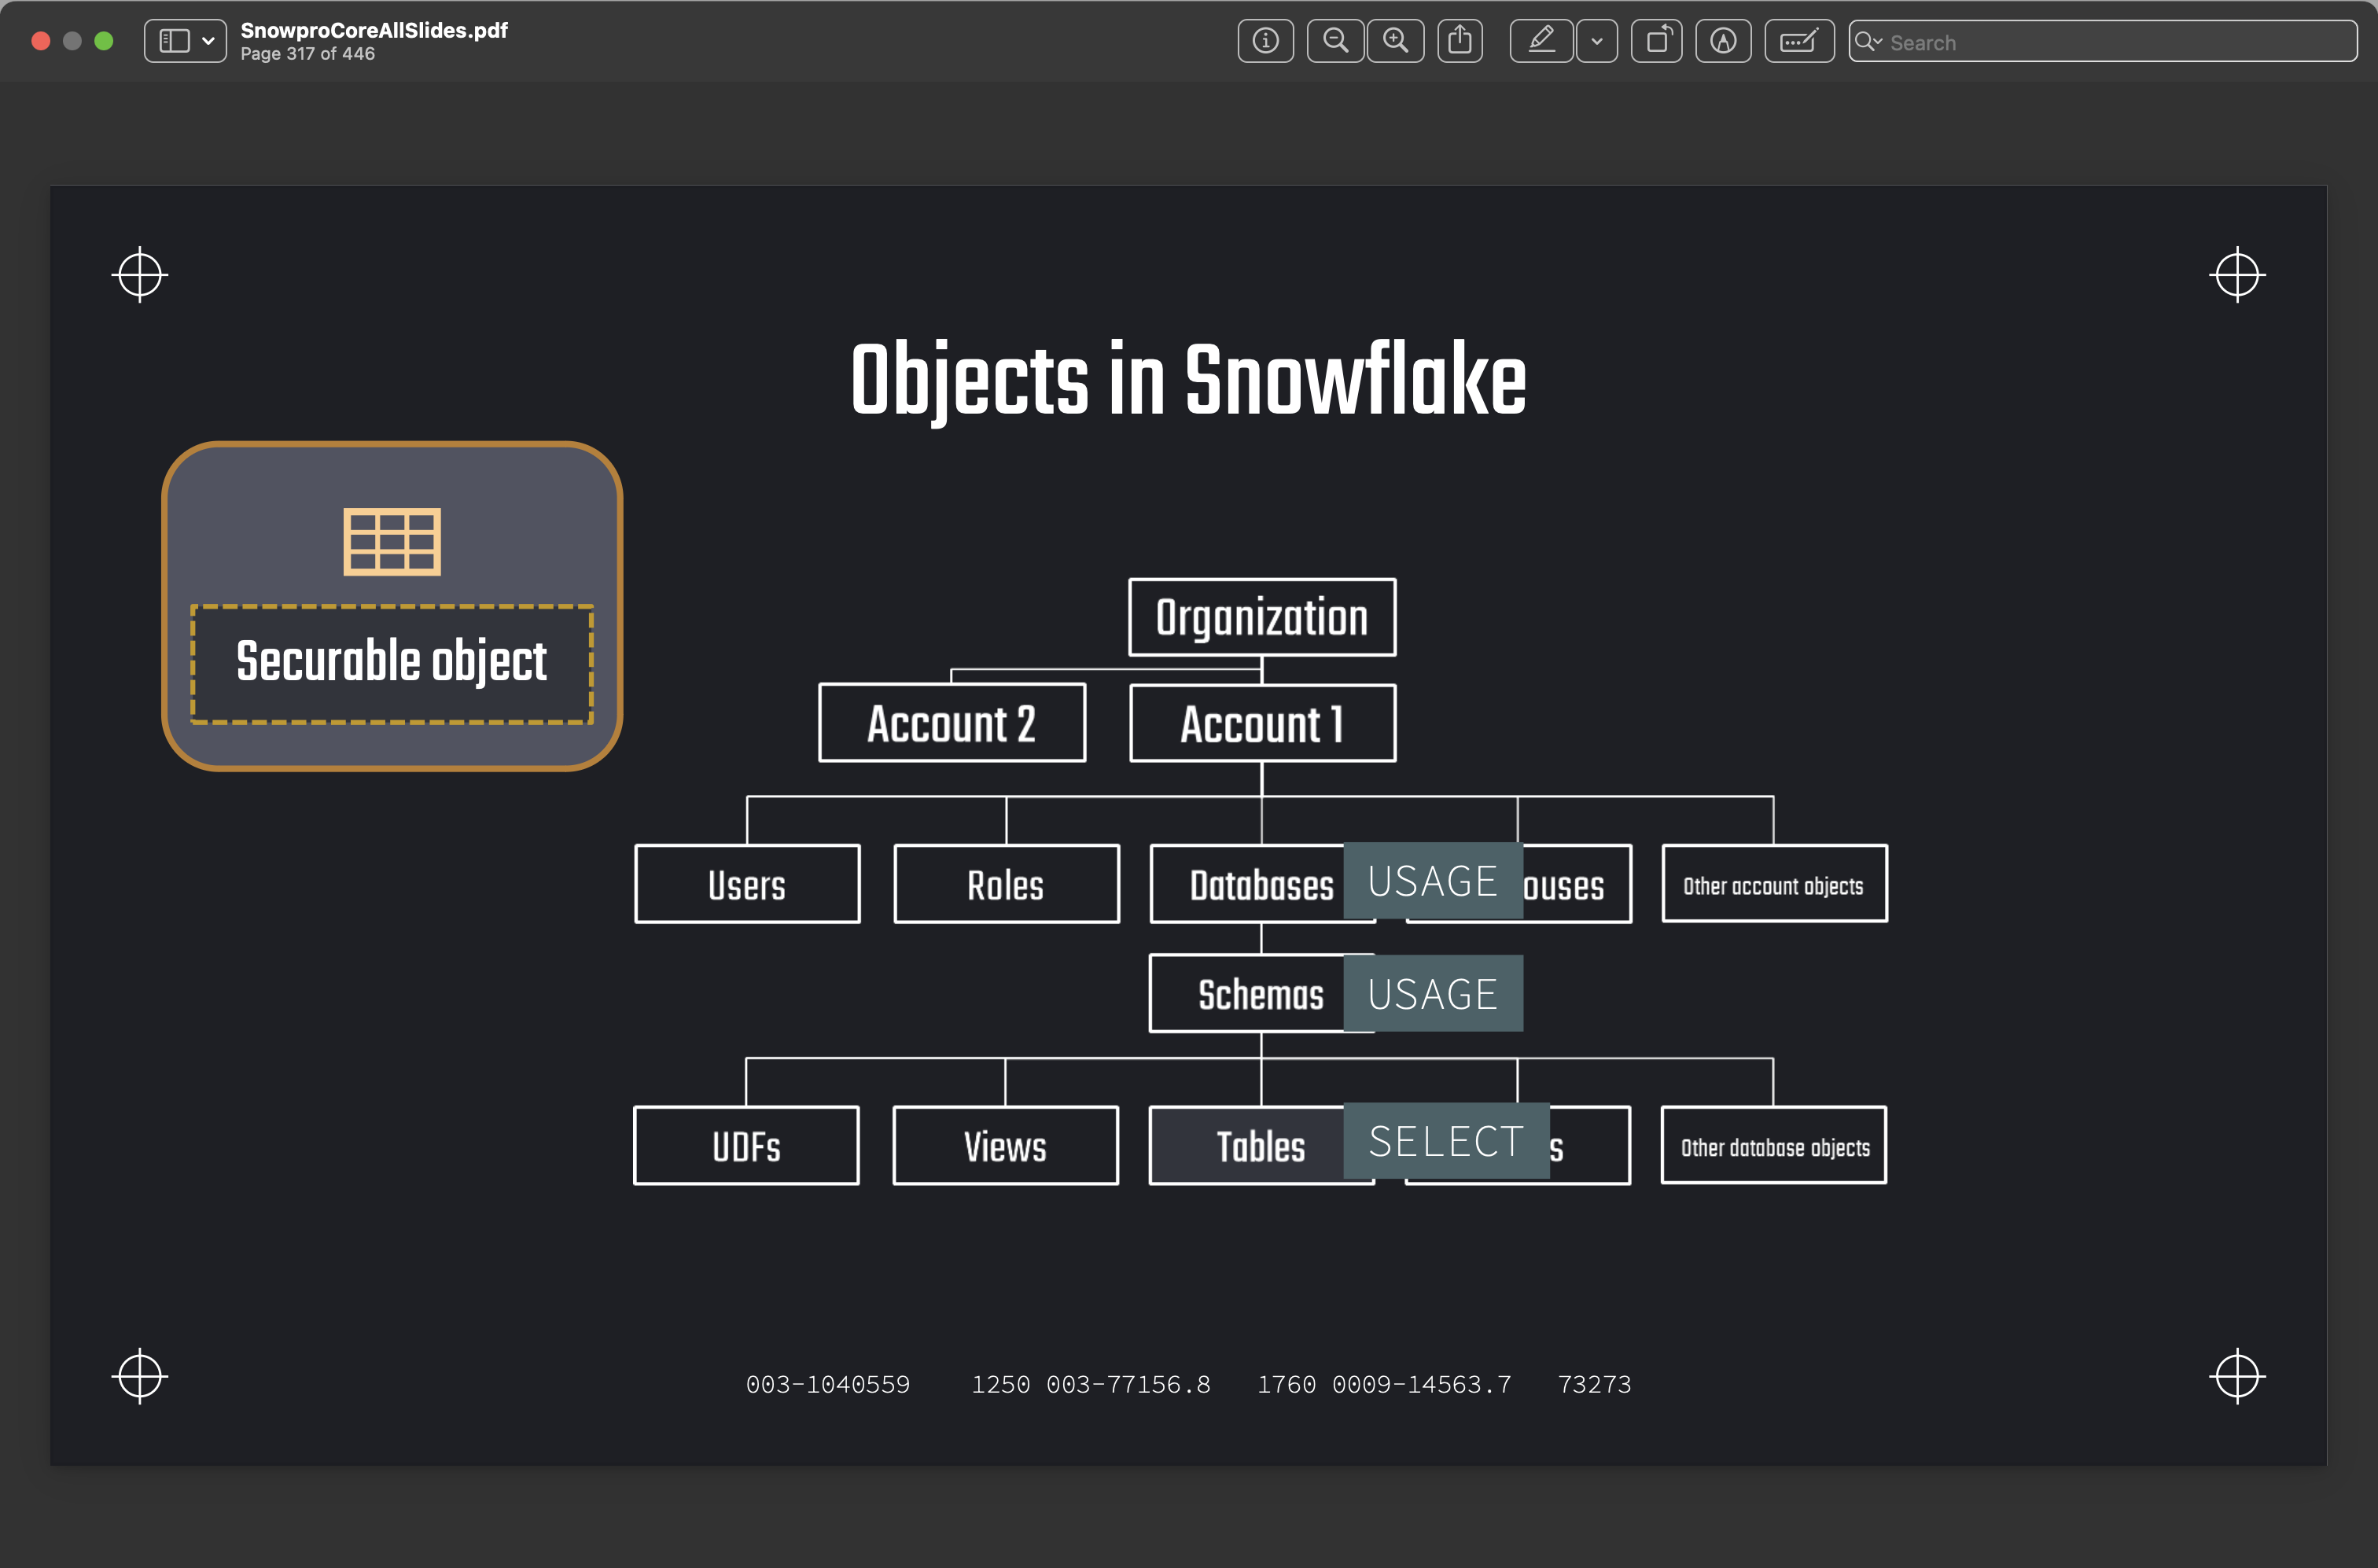 SnowproCoreAllSlides.pdf
Page 317 of 446
Search
Objects in Snowflake
Securable object
Organization
Account 2 Account 1
Users Roles Databases USAGE ouses Other account objects
Schemas USAGE
UDFs Views Tables SELECT s Other database objects
003-1040559 1250 003-77156.8 1760 0009-14563.7 73273